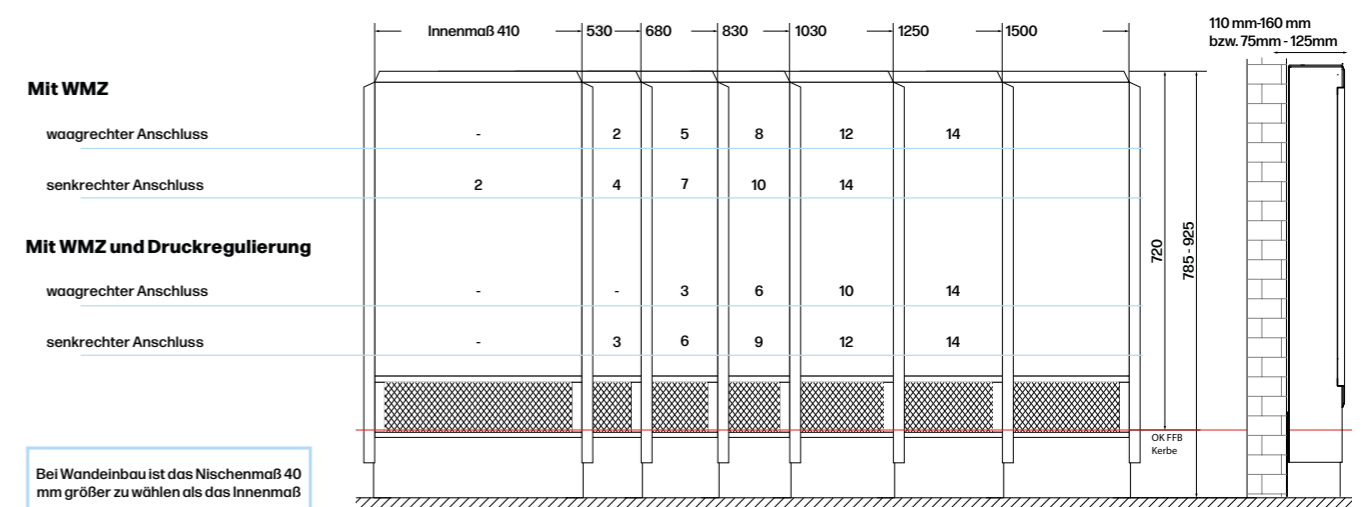 Innenmaß 410 530 680 830 1030 1250 1500
110 mm-160 mm
bzw. 75mm - 125mm
Mit WMZ
waagrechter Anschluss - 2 5 8 12 14
senkrechter Anschluss 2 4 7 10 14
Mit WMZ und Druckregulierung
waagrechter Anschluss - - 3 6 10 14
senkrechter Anschluss - 3 6 9 12 14
720
785 - 925
OK FFB
Kerbe
Bei Wandeinbau ist das Nischenmaß 40
mm größer zu wählen als das Innenmaß